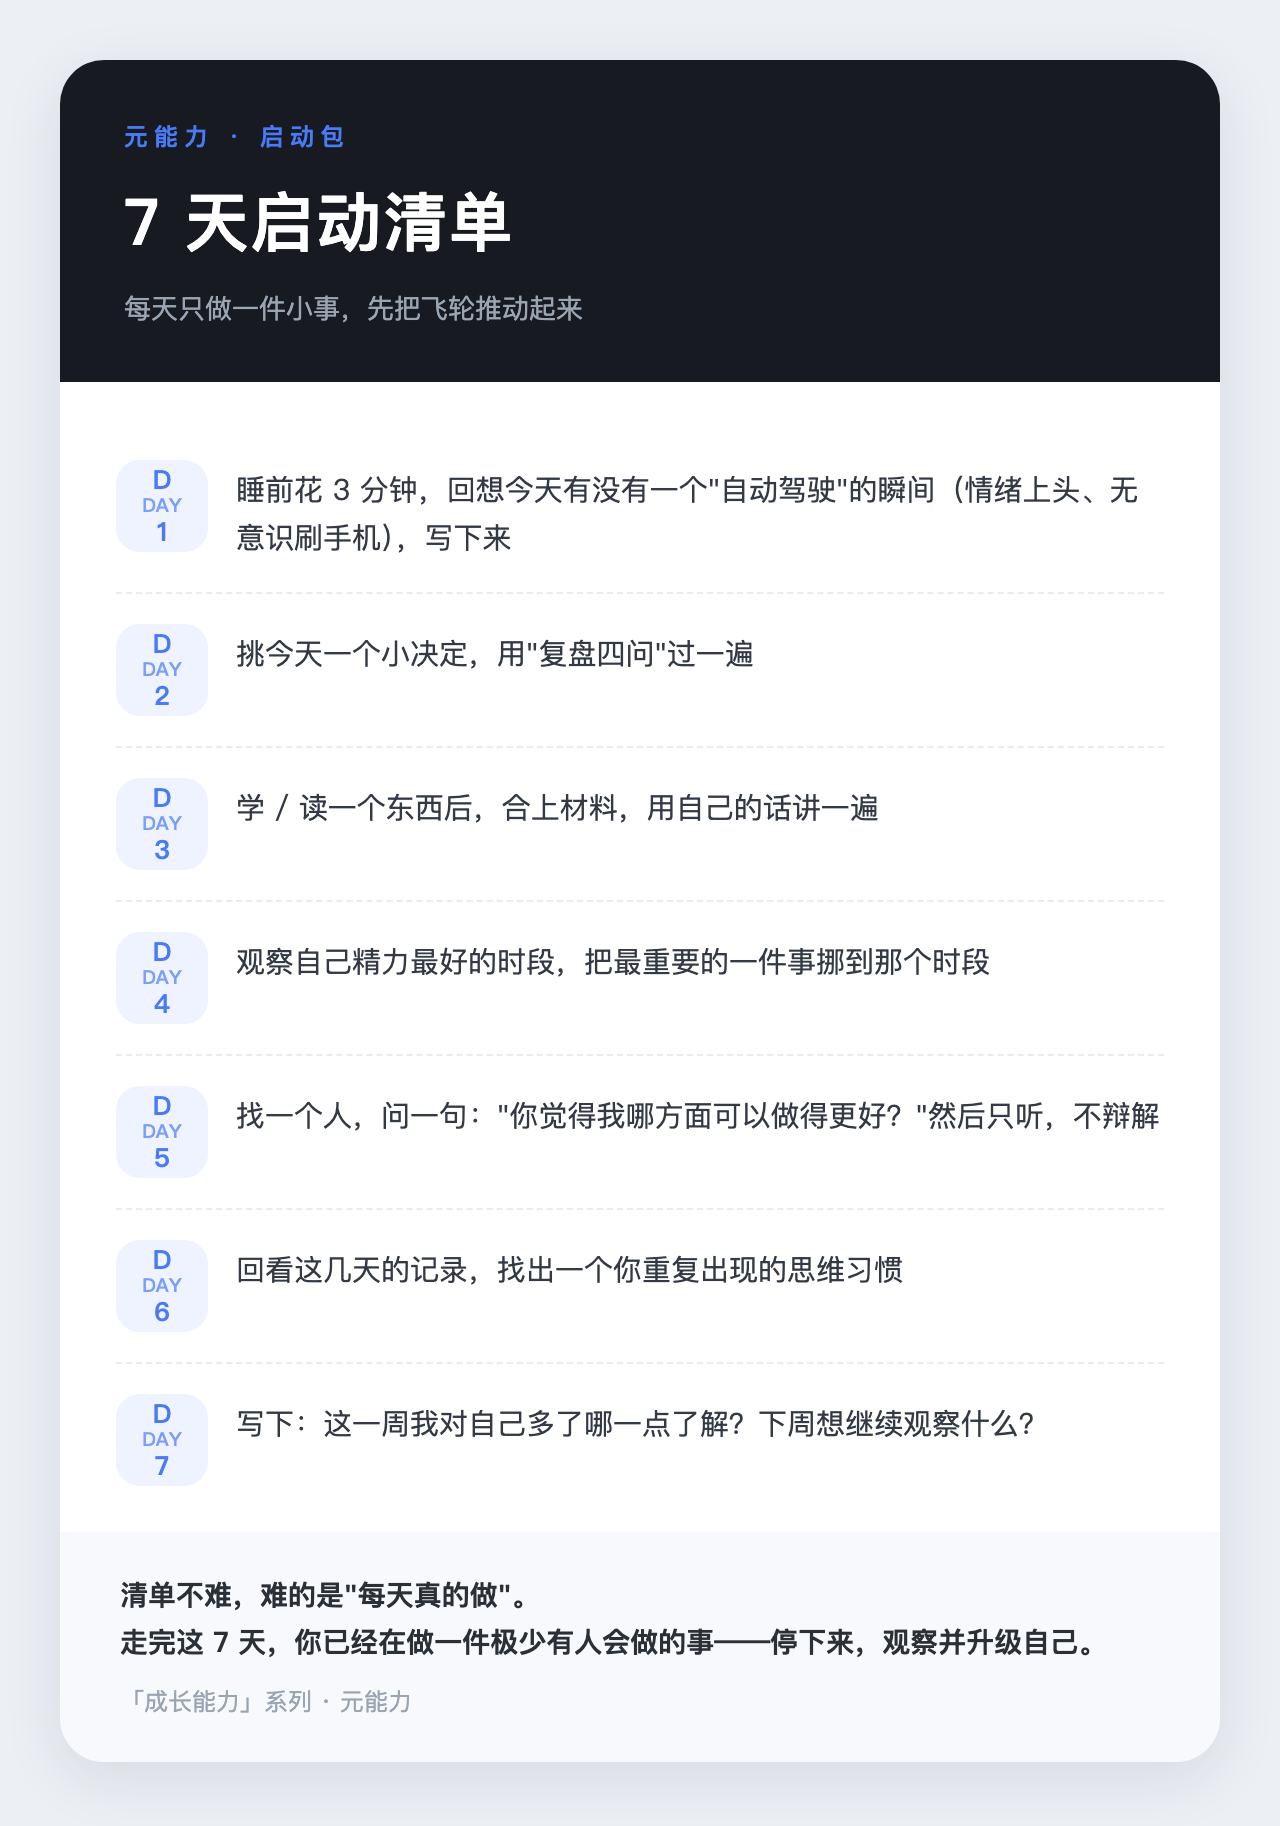 元能力 · 启动包
7 天启动清单
每天只做一件小事，先把飞轮推动起来
D
DAY
1
睡前花 3 分钟，回想今天有没有一个"自动驾驶"的瞬间（情绪上头、无
意识刷手机），写下来
D
DAY
2
挑今天一个小决定，用"复盘四问"过一遍
D
DAY
3
学 / 读一个东西后，合上材料，用自己的话讲一遍
D
DAY
4
观察自己精力最好的时段，把最重要的一件事挪到那个时段
D
DAY
5
找一个人，问一句："你觉得我哪方面可以做得更好？"然后只听，不辩解
D
DAY
6
回看这几天的记录，找出一个你重复出现的思维习惯
D
DAY
7
写下：这一周我对自己多了哪一点了解？下周想继续观察什么？
清单不难，难的是"每天真的做"。
走完这 7 天，你已经在做一件极少有人会做的事——停下来，观察并升级自己。
「成长能力」系列 · 元能力